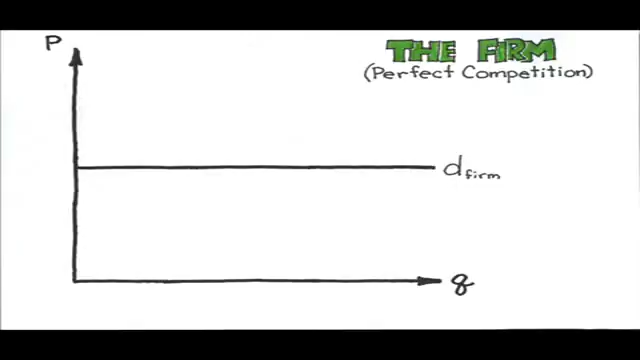 P
THE FIRM
(Perfect Competition)
d firm
q